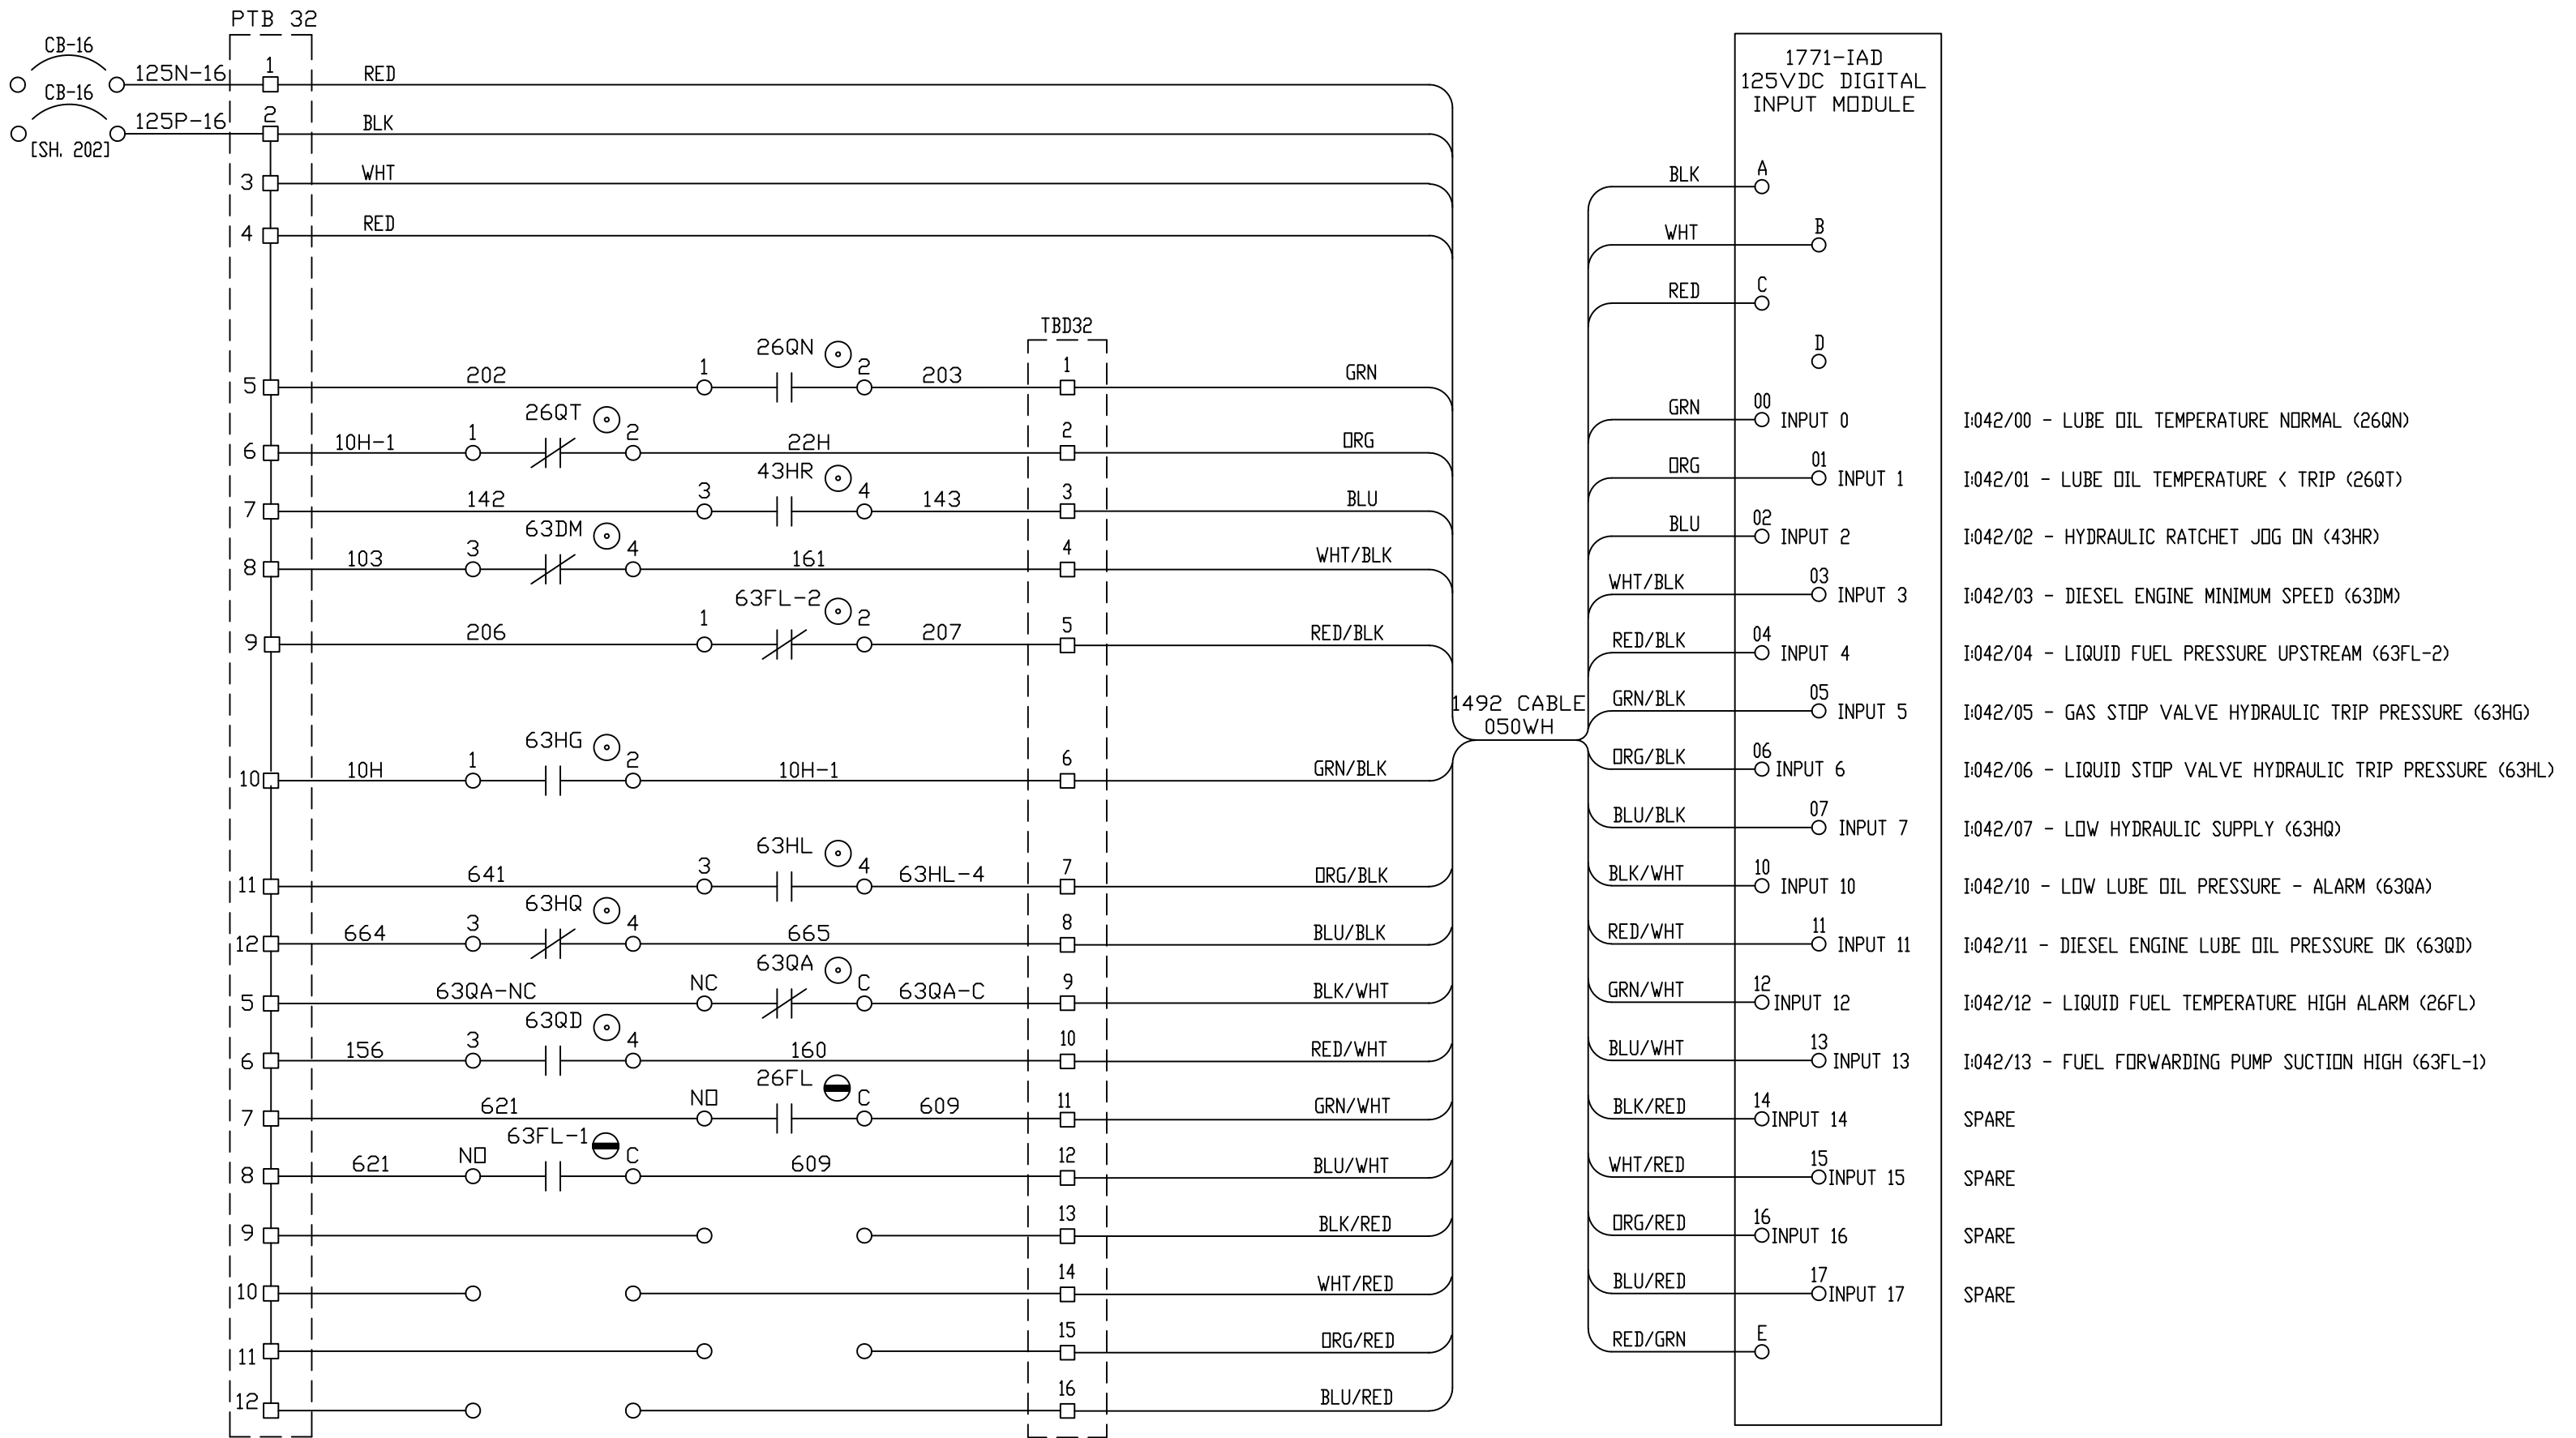 PTB 32
CB-16
125N-16 1 RED
CB-16
125P-16 2 BLK
[SH. 202]
3 WHT
4 RED
TBD32
5 202 1 26QN 2 203 1 GRN
6 10H-1 1 26QT 2 22H 2 ORG
7 142 3 43HR 4 143 3 BLU
8 103 3 63DM 4 161 4 WHT/BLK
9 206 1 63FL-2 2 207 5 RED/BLK
10 10H 1 63HG 2 10H-1 6 GRN/BLK
11 641 3 63HL 4 63HL-4 7 ORG/BLK
12 664 3 63HQ 4 665 8 BLU/BLK
5 63QA-NC NC 63QA C 63QA-C 9 BLK/WHT
6 156 3 63QD 4 160 10 RED/WHT
7 621 NO 26FL C 609 11 GRN/WHT
8 621 NO 63FL-1 C 609 12 BLU/WHT
9 13 BLK/RED
10 14 WHT/RED
11 15 ORG/RED
12 16 BLU/RED
1492 CABLE
050WH
1771-IAD
125VDC DIGITAL
INPUT MODULE
BLK A
WHT B
RED C
D
GRN 00 INPUT 0 I:042/00 - LUBE OIL TEMPERATURE NORMAL (26QN)
ORG 01 INPUT 1 I:042/01 - LUBE OIL TEMPERATURE < TRIP (26QT)
BLU 02 INPUT 2 I:042/02 - HYDRAULIC RATCHET JOG ON (43HR)
WHT/BLK 03 INPUT 3 I:042/03 - DIESEL ENGINE MINIMUM SPEED (63DM)
RED/BLK 04 INPUT 4 I:042/04 - LIQUID FUEL PRESSURE UPSTREAM (63FL-2)
GRN/BLK 05 INPUT 5 I:042/05 - GAS STOP VALVE HYDRAULIC TRIP PRESSURE (63HG)
ORG/BLK 06 INPUT 6 I:042/06 - LIQUID STOP VALVE HYDRAULIC TRIP PRESSURE (63HL)
BLU/BLK 07 INPUT 7 I:042/07 - LOW HYDRAULIC SUPPLY (63HQ)
BLK/WHT 10 INPUT 10 I:042/10 - LOW LUBE OIL PRESSURE - ALARM (63QA)
RED/WHT 11 INPUT 11 I:042/11 - DIESEL ENGINE LUBE OIL PRESSURE OK (63QD)
GRN/WHT 12 INPUT 12 I:042/12 - LIQUID FUEL TEMPERATURE HIGH ALARM (26FL)
BLU/WHT 13 INPUT 13 I:042/13 - FUEL FORWARDING PUMP SUCTION HIGH (63FL-1)
BLK/RED 14 INPUT 14 SPARE
WHT/RED 15 INPUT 15 SPARE
ORG/RED 16 INPUT 16 SPARE
BLU/RED 17 INPUT 17 SPARE
RED/GRN E